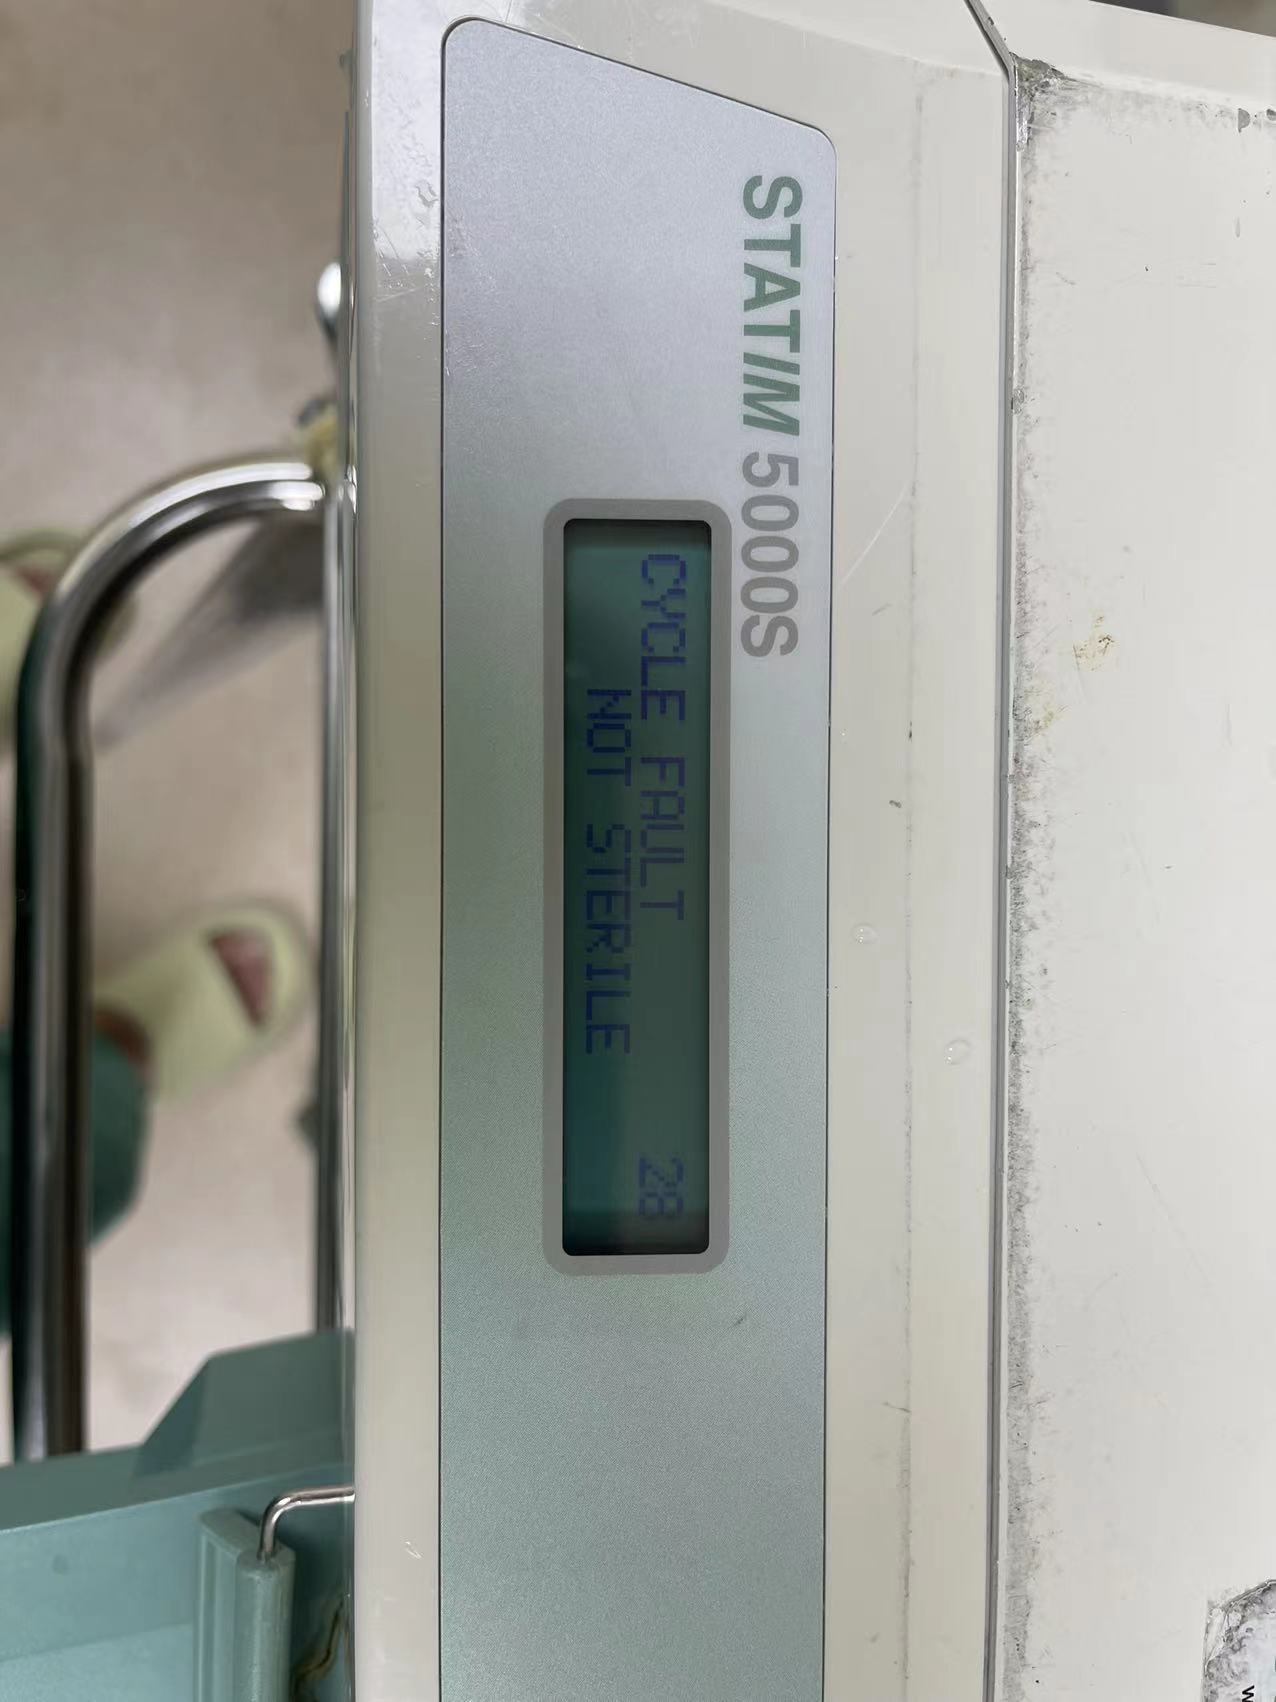 STATIM 5000S
CYCLE FAULT 28
NOT STERILE